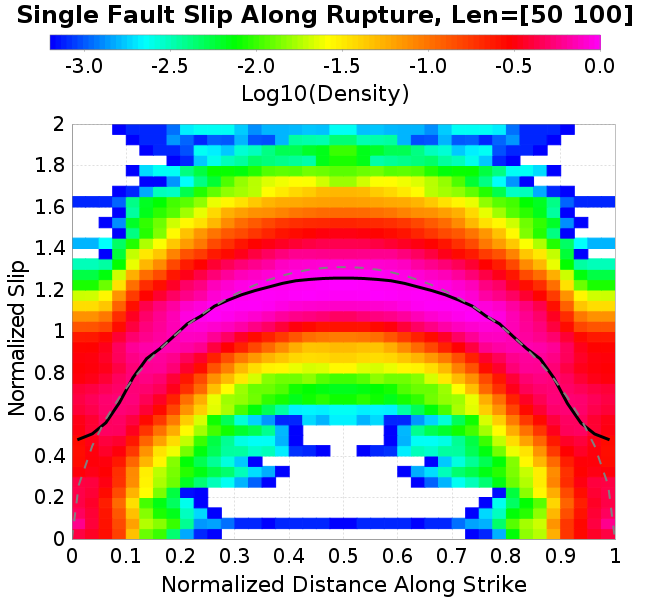 Single Fault Slip Along Rupture, Len=[50 100]
-3.0 -2.5 -2.0 -1.5 -1.0 -0.5 0.0
Log10(Density)
2
1.8
1.6
1.4
1.2
1
0.8
0.6
0.4
0.2
0
Normalized Slip
0 0.1 0.2 0.3 0.4 0.5 0.6 0.7 0.8 0.9 1
Normalized Distance Along Strike